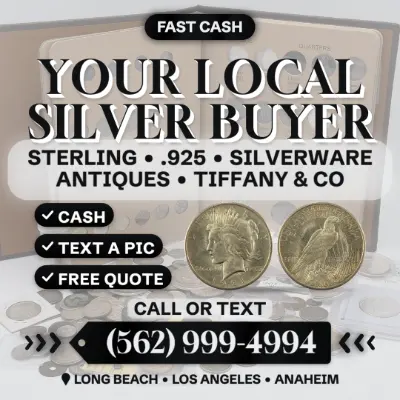 FAST CASH
YOUR LOCAL
SILVER BUYER
STERLING • .925 • SILVERWARE
ANTIQUES • TIFFANY & CO
CASH
TEXT A PIC
FREE QUOTE
CALL OR TEXT
(562) 999-4994
LONG BEACH • LOS ANGELES • ANAHEIM